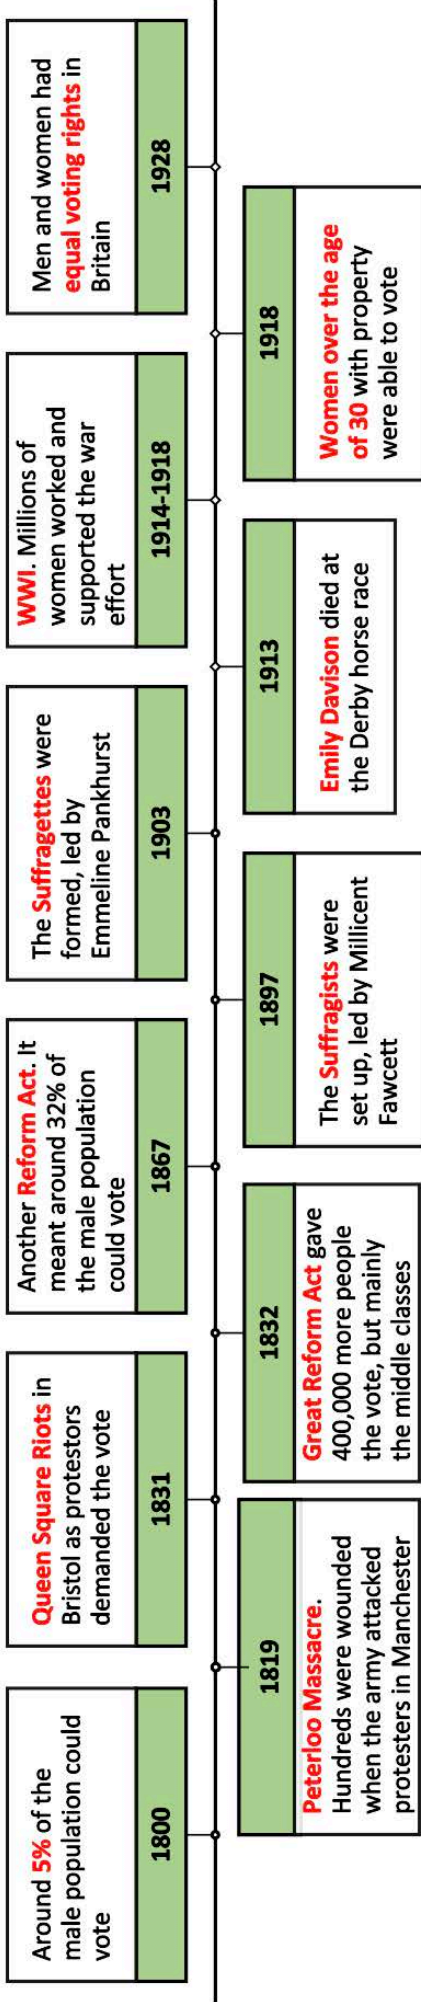 Around 5% of the
male population could
vote
1800
1819
Peterloo Massacre.
Hundreds were wounded
when the army attacked
protesters in Manchester
Queen Square Riots in
Bristol as protestors
demanded the vote
1831
1832
Great Reform Act gave
400,000 more people
the vote, but mainly
the middle classes
Another Reform Act. It
meant around 32% of
the male population
could vote
1867
1897
The Suffragists were
set up, led by Millicent
Fawcett
The Suffragettes were
formed, led by
Emmeline Pankhurst
1903
1913
Emily Davison died at
the Derby horse race
WWI. Millions of
women worked and
supported the war
effort
1914-1918
1918
Women over the age
of 30 with property
were able to vote
Men and women had
equal voting rights in
Britain
1928